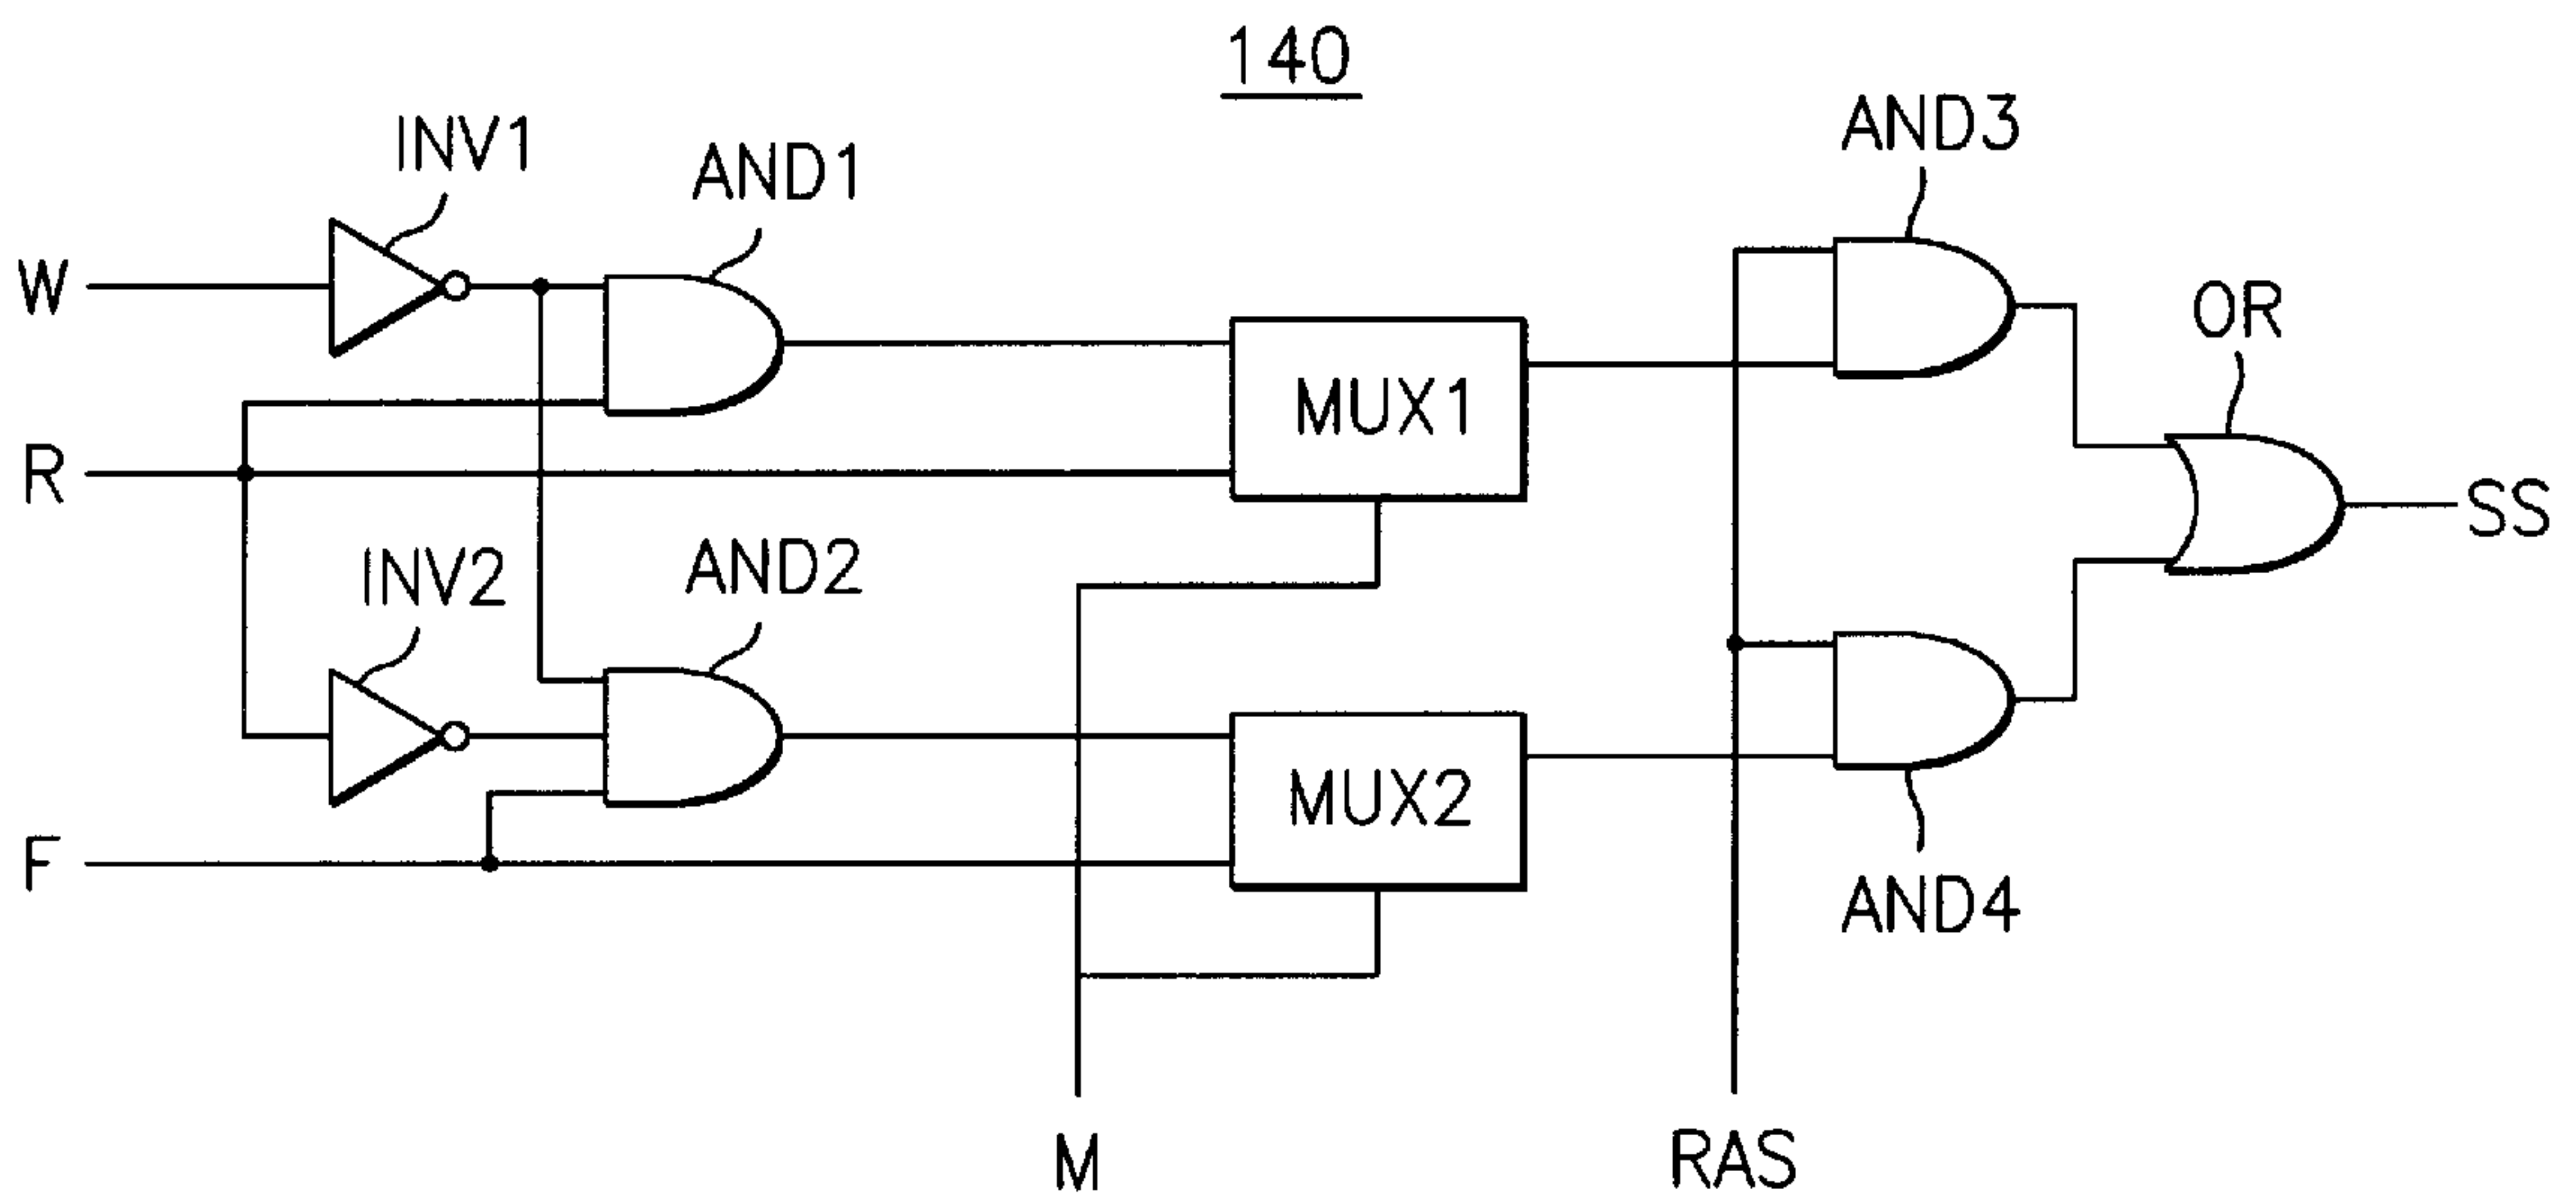 140
INV1
AND1
AND3
W
OR
MUX1
R
SS
INV2
AND2
MUX2
F
AND4
M
RAS